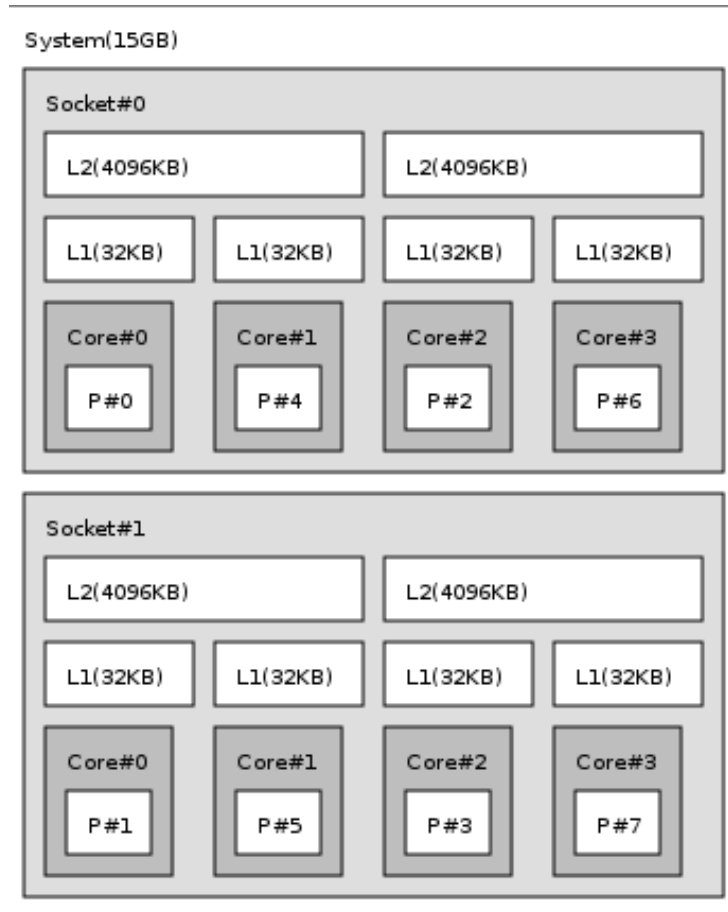 System(15GB)
Socket#0
L2(4096KB) L2(4096KB)
L1(32KB) L1(32KB) L1(32KB) L1(32KB)
Core#0 Core#1 Core#2 Core#3
P#0 P#4 P#2 P#6
Socket#1
L2(4096KB) L2(4096KB)
L1(32KB) L1(32KB) L1(32KB) L1(32KB)
Core#0 Core#1 Core#2 Core#3
P#1 P#5 P#3 P#7